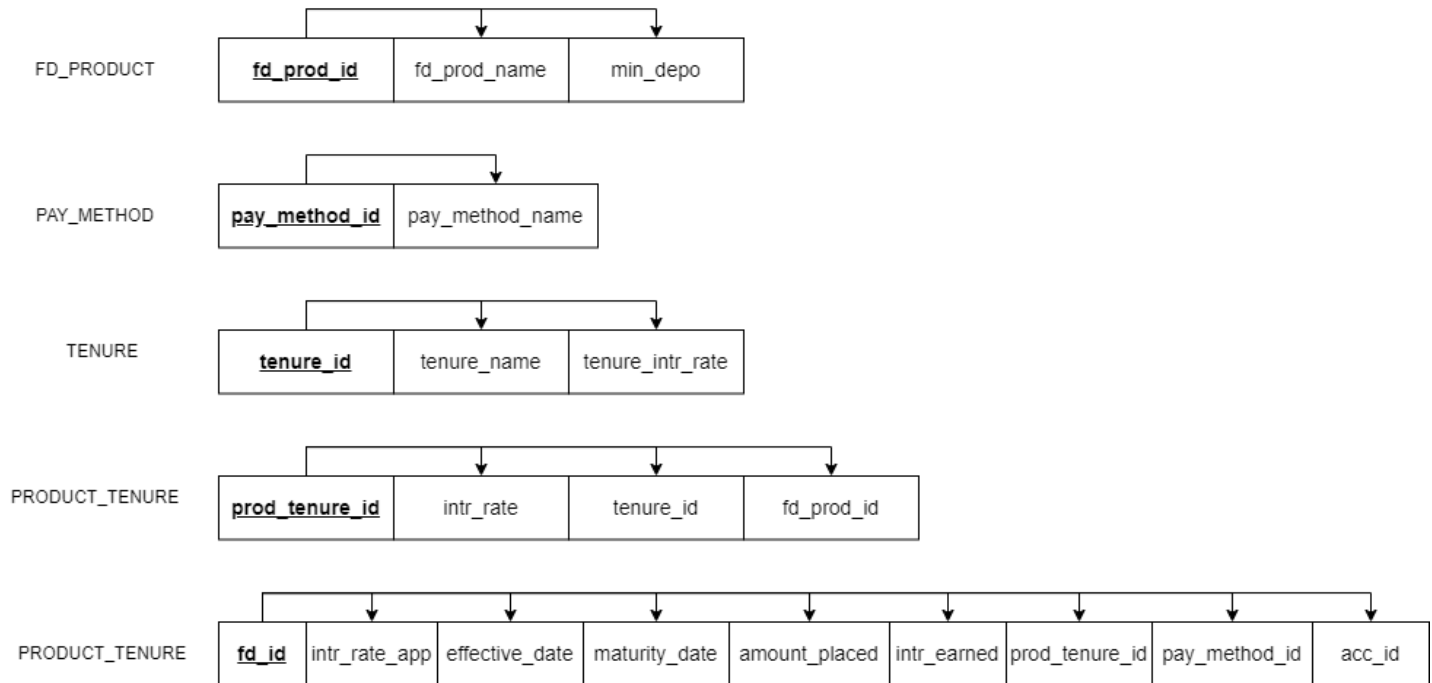 FD_PRODUCT fd_prod_id fd_prod_name min_depo
PAY_METHOD pay_method_id pay_method_name
TENURE tenure_id tenure_name tenure_intr_rate
PRODUCT_TENURE prod_tenure_id intr_rate tenure_id fd_prod_id
PRODUCT_TENURE fd_id intr_rate_app effective_date maturity_date amount_placed intr_earned prod_tenure_id pay_method_id acc_id